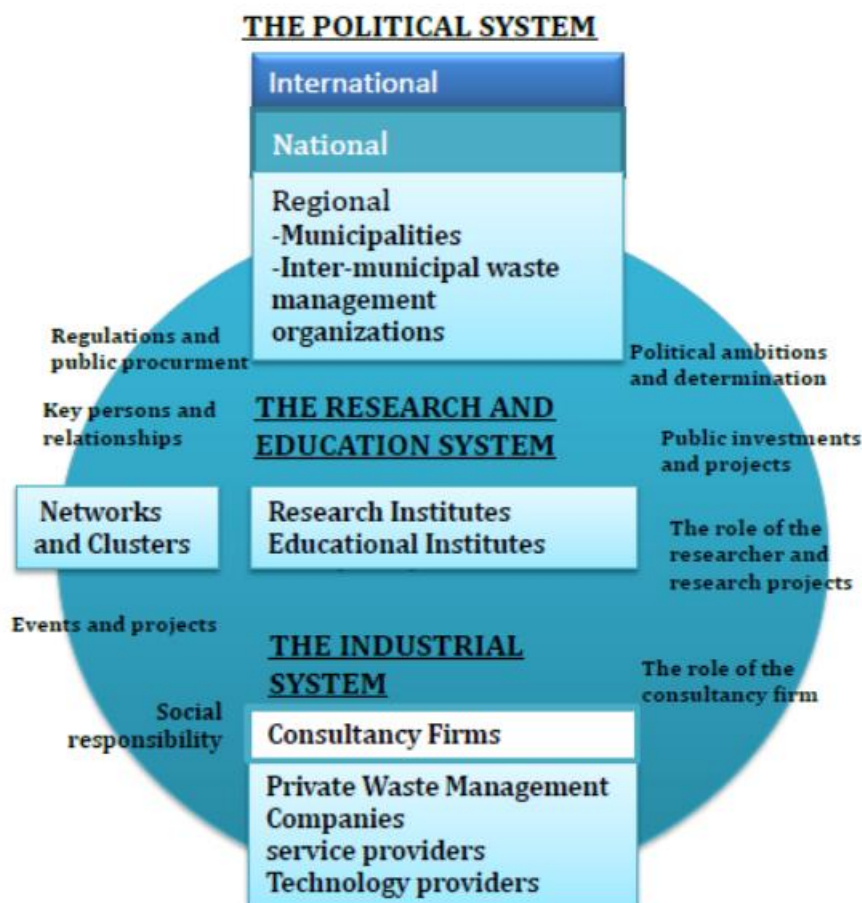 THE POLITICAL SYSTEM
International
National
Regional
-Municipalities
-Inter-municipal waste
management
organizations
Regulations and
public procurment
Political ambitions
and determination
Key persons and
relationships
THE RESEARCH AND
EDUCATION SYSTEM
Public investments
and projects
Networks
and Clusters
Research Institutes
Educational Institutes
The role of the
researcher and
research projects
Events and projects
THE INDUSTRIAL
SYSTEM
The role of the
consultancy firm
Social
responsibility
Consultancy Firms
Private Waste Management
Companies
service providers
Technology providers